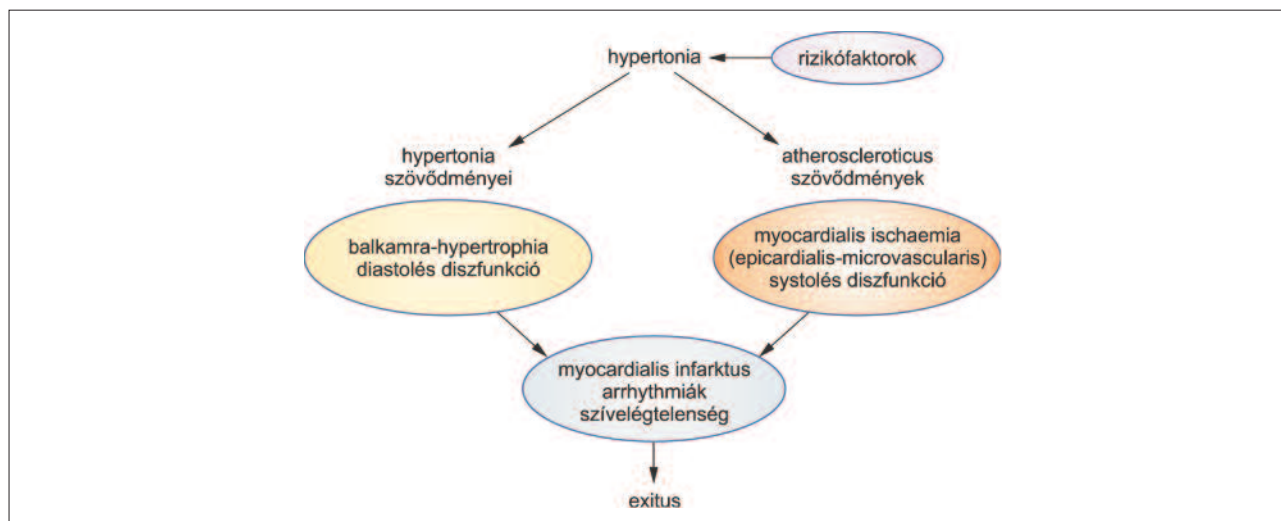 hypertonia
rizikófaktorok
hypertonia
szövődményei
atheroscleroticus
szövődmények
balkamra-hypertrophia
diastolés diszfunkció
myocardialis ischaemia
(epicardialis-microvascularis)
systolés diszfunkció
myocardialis infarktus
arrhythmiák
szívelégtelenség
exitus